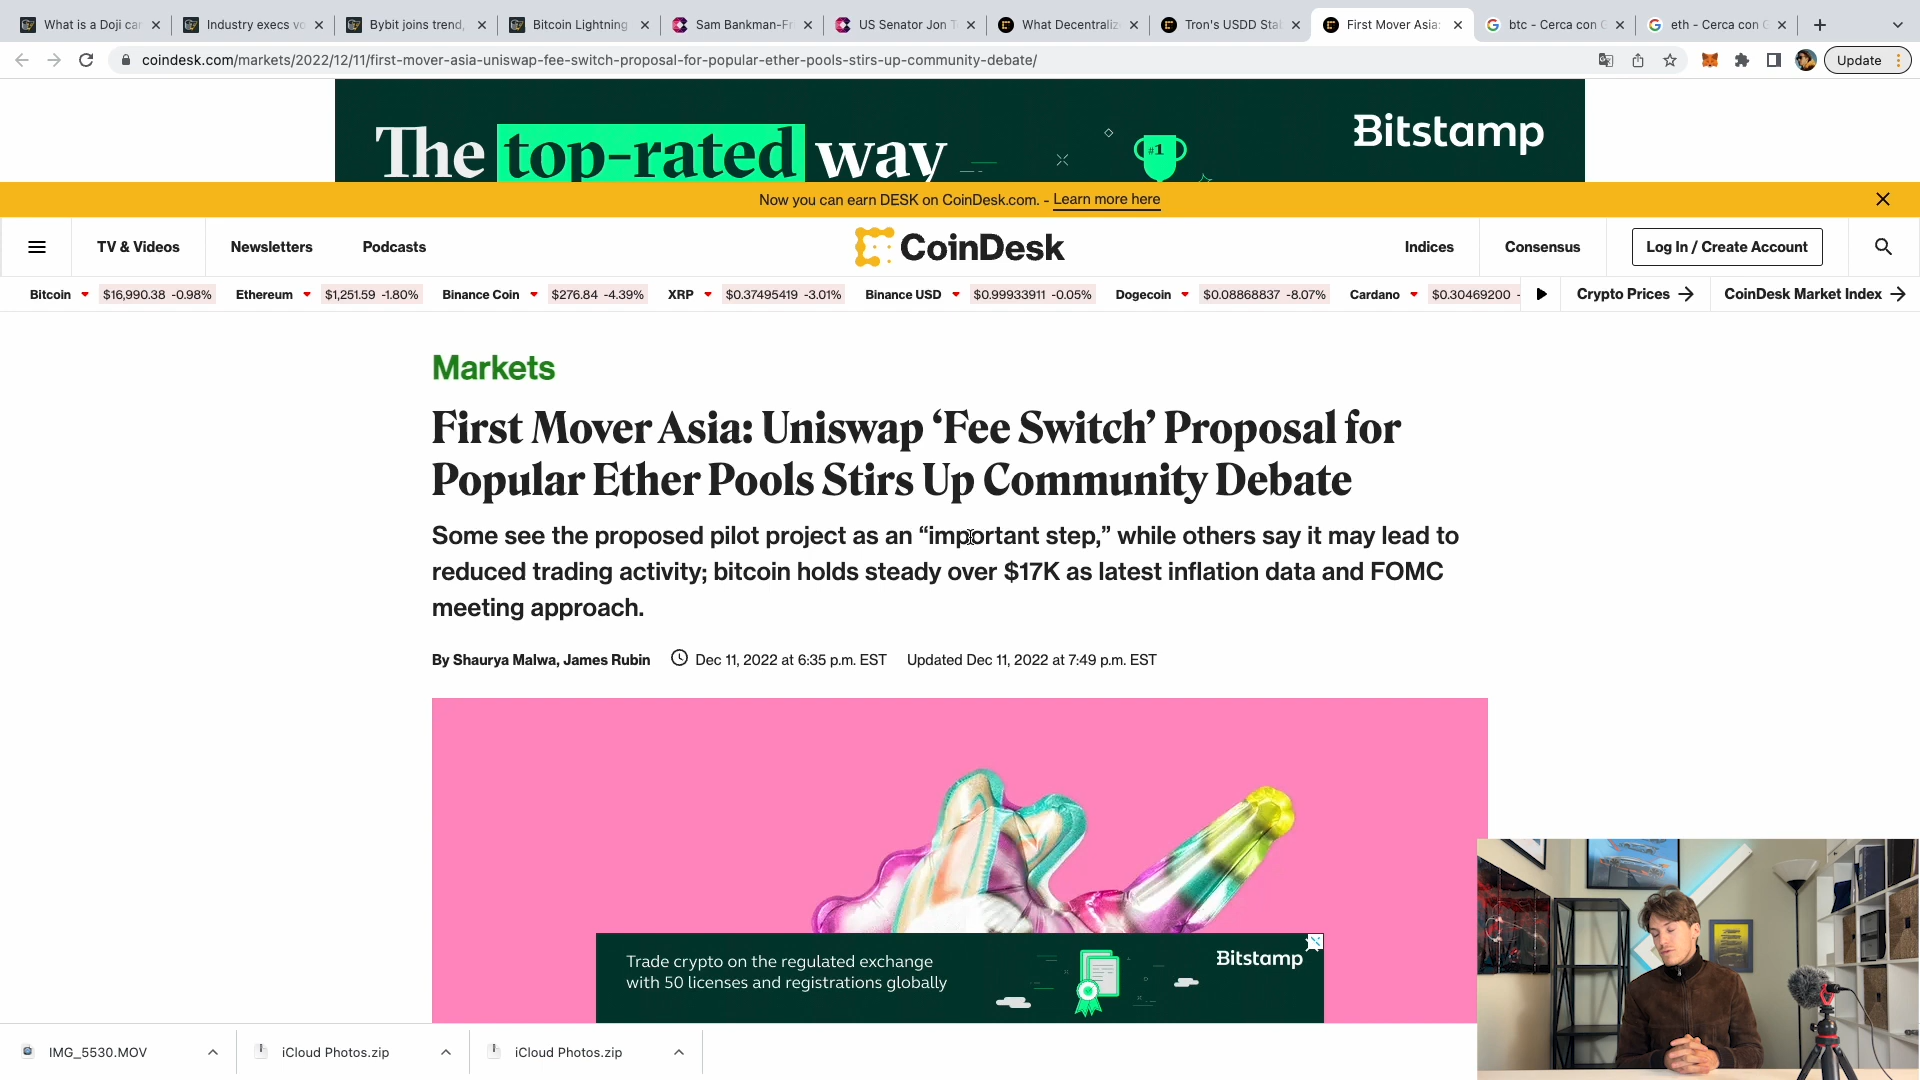 What is a Doji ca
Industry execs vo
Bybit joins trend,
Bitcoin Lightning
Sam Bankman-Fr
US Senator Jon T
What Decentraliz
Tron's USDD Sta
First Mover Asia:
btc - Cerca con G
eth - Cerca con G
coindesk.com/markets/2022/12/11/first-mover-asia-uniswap-fee-switch-proposal-for-popular-ether-pools-stirs-up-community-debate/
Update
The top-rated way
#1
Bitstamp
Now you can earn DESK on CoinDesk.com. - Learn more here
TV & Videos
Newsletters
Podcasts
CoinDesk
Indices
Consensus
Log In / Create Account
Bitcoin $16,990.38 -0.98%
Ethereum $1,251.59 -1.80%
Binance Coin $276.84 -4.39%
XRP $0.37495419 -3.01%
Binance USD $0.99933911 -0.05%
Dogecoin $0.08868837 -8.07%
Cardano $0.30469200 -
Crypto Prices
CoinDesk Market Index
Markets
First Mover Asia: Uniswap ‘Fee Switch’ Proposal for
Popular Ether Pools Stirs Up Community Debate
Some see the proposed pilot project as an “important step,” while others say it may lead to
reduced trading activity; bitcoin holds steady over $17K as latest inflation data and FOMC
meeting approach.
By Shaurya Malwa, James Rubin
Dec 11, 2022 at 6:35 p.m. EST
Updated Dec 11, 2022 at 7:49 p.m. EST
Trade crypto on the regulated exchange
with 50 licenses and registrations globally
Bitstamp
IMG_5530.MOV
iCloud Photos.zip
iCloud Photos.zip